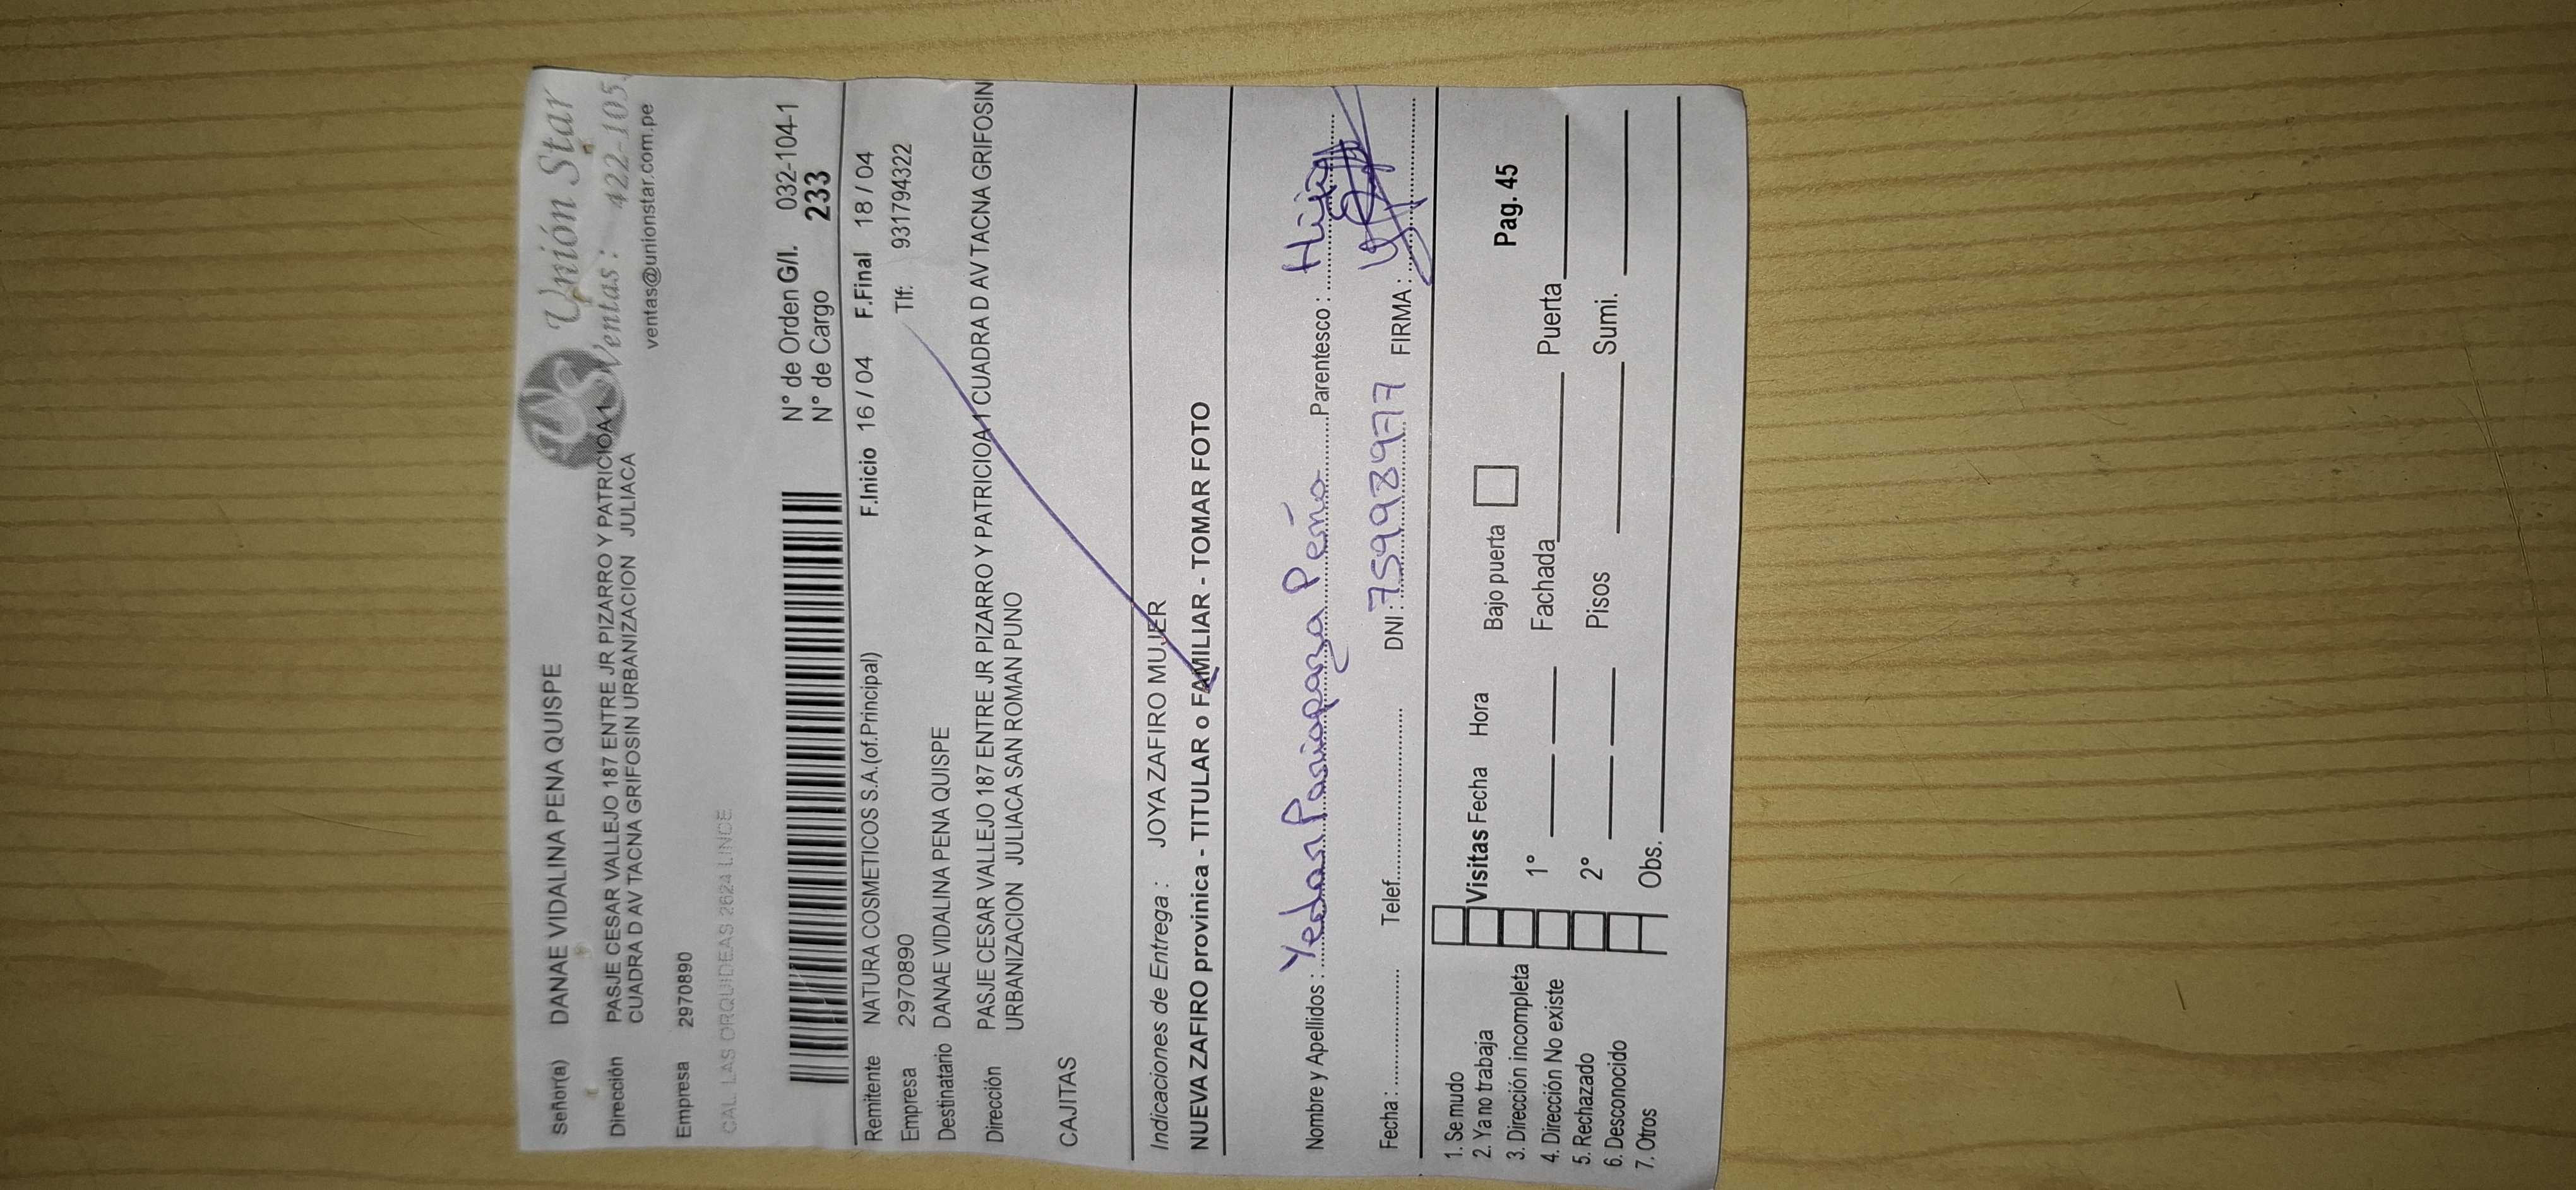 Señor(a) DANAE VIDALINA PENA QUISPE
Unión Star
Dirección PASJE CESAR VALLEJO 187 ENTRE JR PIZARRO Y PATRICIOA 1
CUADRA D AV TACNA GRIFOSIN URBANIZACION JULIACA
Ventas: 422-105
ventas@unionstar.com.pe
Empresa 2970890
CAL. LAS ORQUIDEAS 2624 LINCE
N° de Orden G/I. 032-104-1
N° de Cargo 233
Remitente NATURA COSMETICOS S.A.(of.Principal) F.Inicio 16 / 04 F.Final 18 / 04
Empresa 2970890 Tlf. 931794322
Destinatario DANAE VIDALINA PENA QUISPE
Dirección PASJE CESAR VALLEJO 187 ENTRE JR PIZARRO Y PATRICIOA 1 CUADRA D AV TACNA GRIFOSIN
URBANIZACION JULIACA SAN ROMAN PUNO
CAJITAS
Indicaciones de Entrega : JOYA ZAFIRO MUJER
NUEVA ZAFIRO provinica - TITULAR o FAMILIAR - TOMAR FOTO
Nombre y Apellidos : Peña Parentesco :
Fecha : Telef. DNI : 75998977 FIRMA :
1. Se mudo
2. Ya no trabaja Visitas Fecha Hora Bajo puerta Pag. 45
3. Dirección incompleta
4. Dirección No existe 1° Fachada Puerta
5. Rechazado
6. Desconocido 2° Pisos Sumi.
7. Otros Obs.